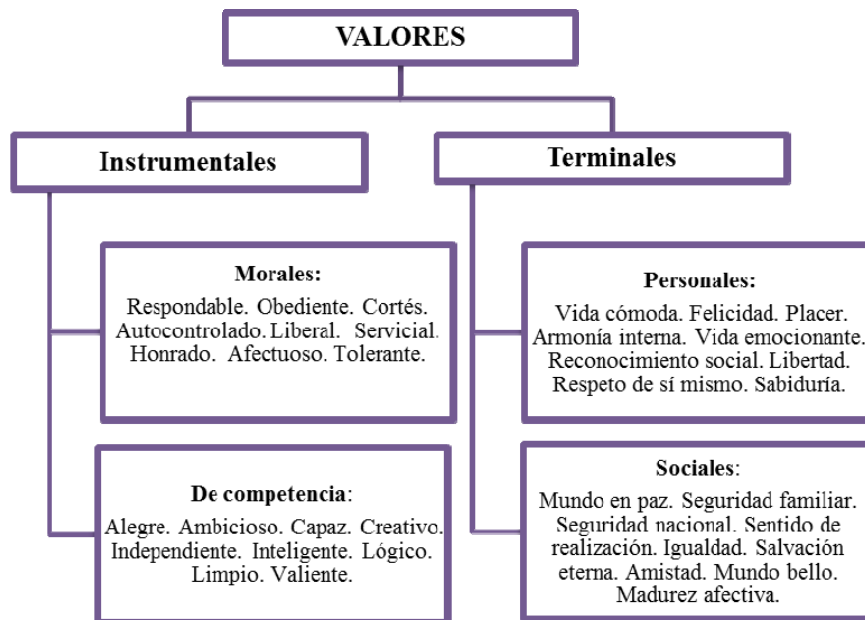 VALORES
Instrumentales
Terminales
Morales:
Respondable. Obediente. Cortés.
Autocontrolado. Liberal. Servicial.
Honrado. Afectuoso. Tolerante.
Personales:
Vida cómoda. Felicidad. Placer.
Armonía interna. Vida emocionante.
Reconocimiento social. Libertad.
Respeto de sí mismo. Sabiduría.
De competencia:
Alegre. Ambicioso. Capaz. Creativo.
Independiente. Inteligente. Lógico.
Limpio. Valiente.
Sociales:
Mundo en paz. Seguridad familiar.
Seguridad nacional. Sentido de
realización. Igualdad. Salvación
eterna. Amistad. Mundo bello.
Madurez afectiva.